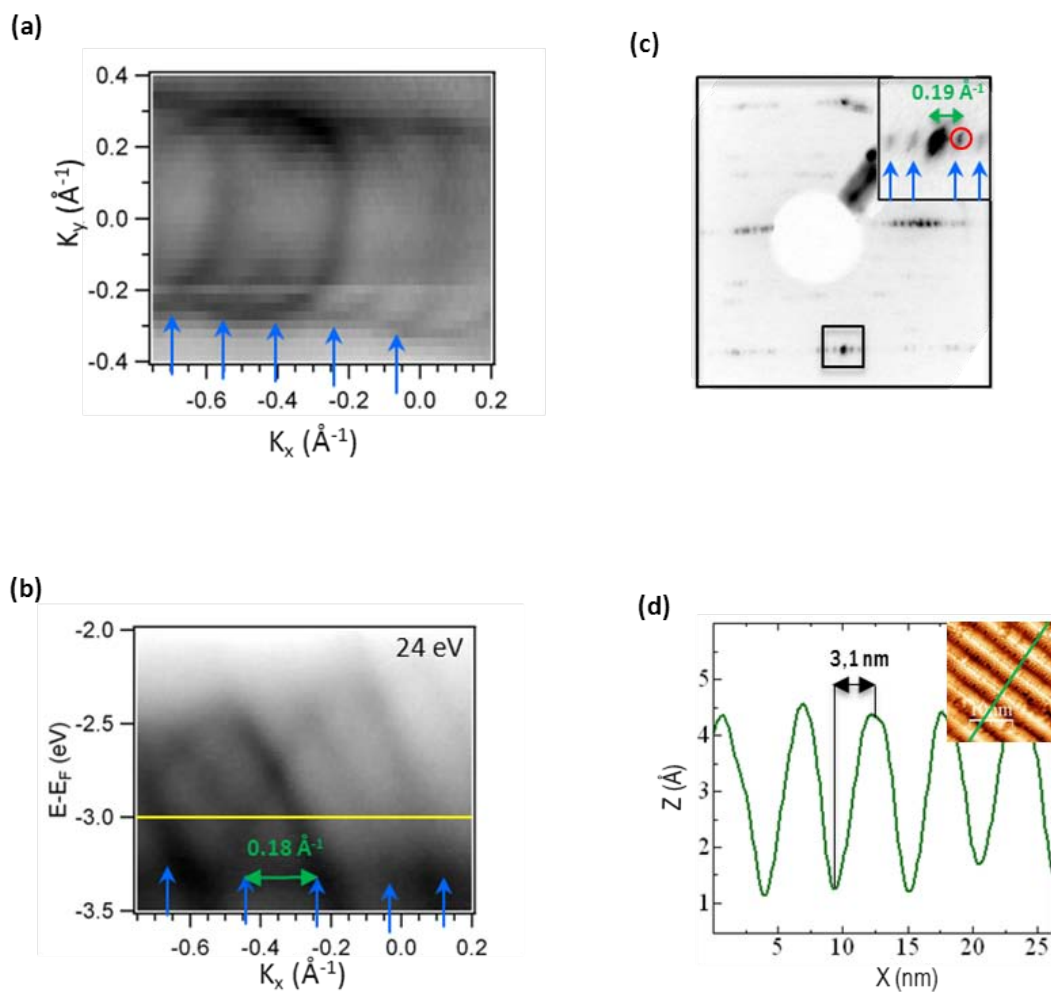 (a)
0.4
0.2
0.0
-0.2
-0.4
-0.6 -0.4 -0.2 0.0 0.2
Ky (Å-1)
Kx (Å-1)
(c)
0.19 Å-1
(b)
24 eV
-2.0
-2.5
-3.0
-3.5
0.18 Å-1
E-EF (eV)
-0.6 -0.4 -0.2 0.0 0.2
Kx (Å-1)
(d)
3,1 nm
5
4
3
2
1
Z (Å)
5 10 15 20 25
X (nm)